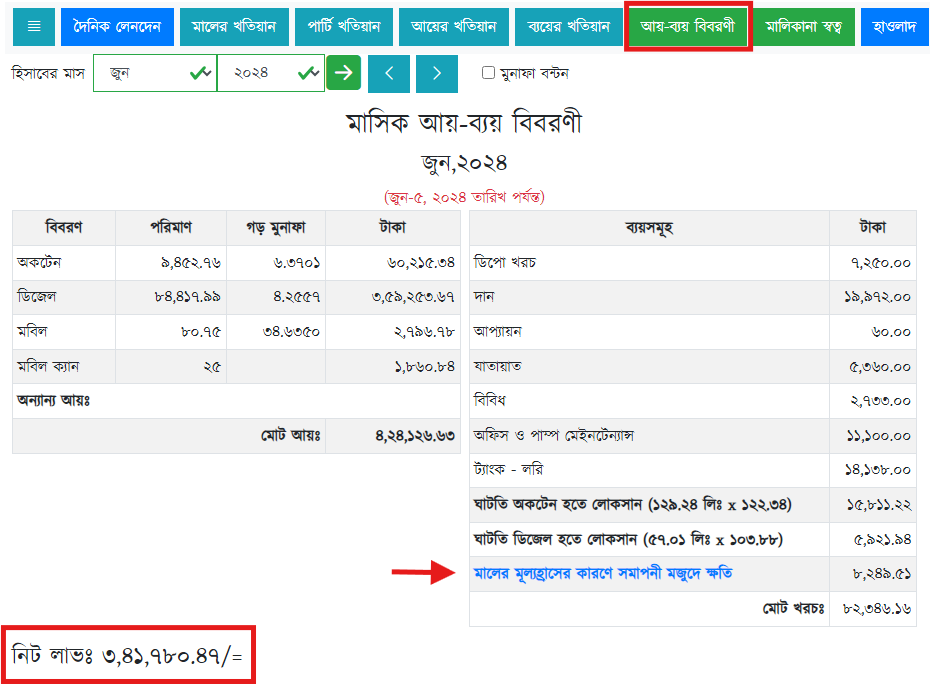 দৈনিক লেনদেন মালের খতিয়ান পার্টি খতিয়ান আয়ের খতিয়ান ব্যয়ের খতিয়ান আয়-ব্যয় বিবরণী মালিকানা স্বত্ব হাওলাদ
হিসাবের মাস জুন ২০২৪ মুনাফা বন্টন
মাসিক আয়-ব্যয় বিবরণী
জুন,২০২৪
(জুন-৫, ২০২৪ তারিখ পর্যন্ত)
বিবরণ পরিমাণ গড় মুনাফা টাকা
অকটেন ৯,৪৫২.৭৬ ৬.৩৭০১ ৬০,২১৫.৩৪
ডিজেল ৮৪,৪১৭.৯৯ ৪.২৫৫৭ ৩,৫৯,২৫৩.৬৭
মবিল ৮০.৭৫ ৩৪.৬৩৫০ ২,৭৯৬.৭৮
মবিল ক্যান ২৫ ১,৮৬০.৮৪
অন্যান্য আয়ঃ
মোট আয়ঃ ৪,২৪,১২৬.৬৩
ব্যয়সমূহ টাকা
ডিপো খরচ ৭,২৫০.০০
দান ১৯,৯৭২.০০
আপ্যায়ন ৬০.০০
যাতায়াত ৫,৩৬০.০০
বিবিধ ২,৭৩৩.০০
অফিস ও পাম্প মেইনটেন্যান্স ১১,১০০.০০
ট্যাংক - লরি ১৪,১৩৮.০০
ঘাটতি অকটেন হতে লোকসান (১২৯.২৪ লিঃ x ১২২.৩৪) ১৫,৮১১.২২
ঘাটতি ডিজেল হতে লোকসান (৫৭.০১ লিঃ x ১০৩.৮৮) ৫,৯২১.৯৪
মালের মূল্যহ্রাসের কারণে সমাপনী মজুদে ক্ষতি ৮,২৪৯.৫১
মোট খরচঃ ৮২,৩৪৬.১৬
নিট লাভঃ ৩,৪১,৭৮০.৪৭/=